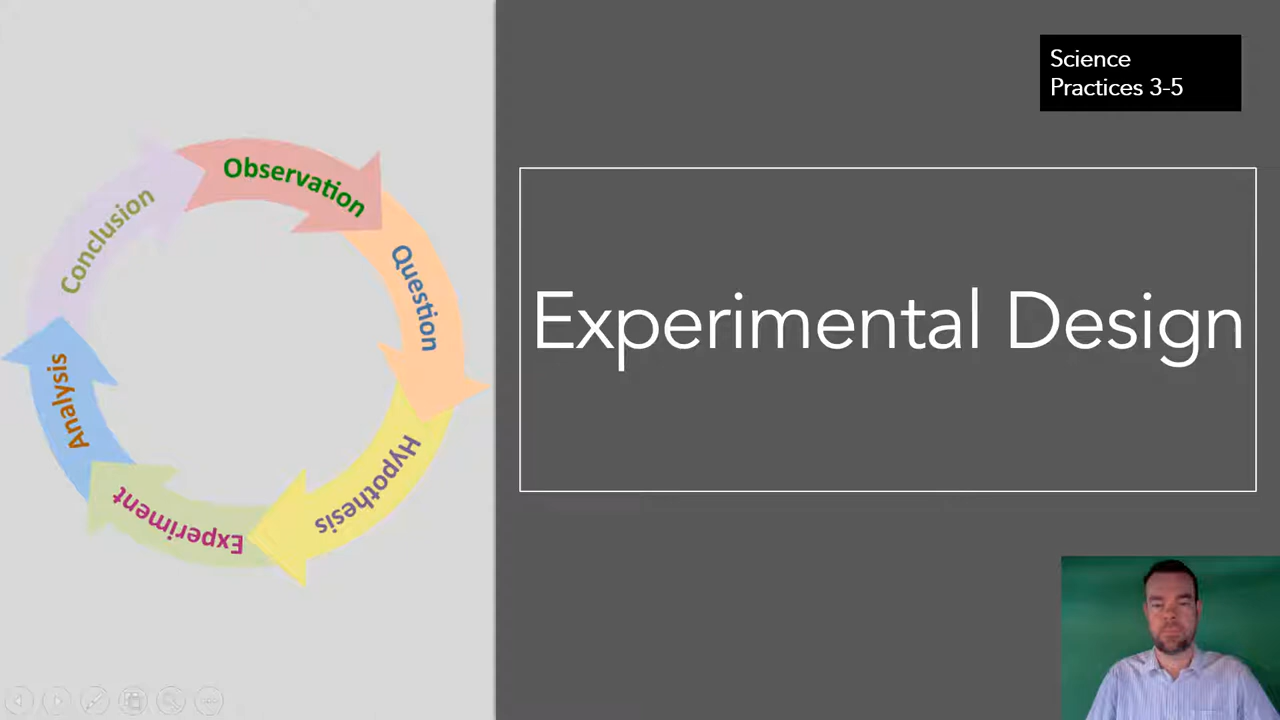 Science
Practices 3-5
Observation
Question
Hypothesis
Experiment
Analysis
Conclusion
Experimental Design